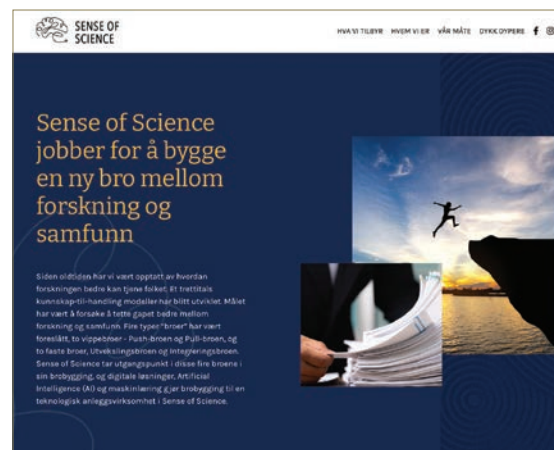 SENSE OF
SCIENCE
HVA VI TILBYR HVEM VI ER VÅR MÅTE DYKK DYPERE
Sense of Science
jobber for å bygge
en ny bro mellom
forskning og
samfunn
Siden oldtiden har vi vært opptatt av hvordan
forskningen bedre kan tjene folket. Et trettitals
kunnskap-til-handling modeller har blitt utviklet. Målet
har vært å forsøke å tette gapet bedre mellom
forskning og samfunn. Fire typer "broer" har vært
foreslått, to vippebroer - Push-broen og Pull-broen, og
to faste broer, Utvekslingsbroen og Integreringsbroen.
Sense of Science tar utgangspunkt i disse fire broene i
sin brobygging, og digitale løsninger, Artificial
Intelligence (AI) og maskinlæring gjør brobygging til en
teknologisk anleggsvirksomhet i Sense of Science.